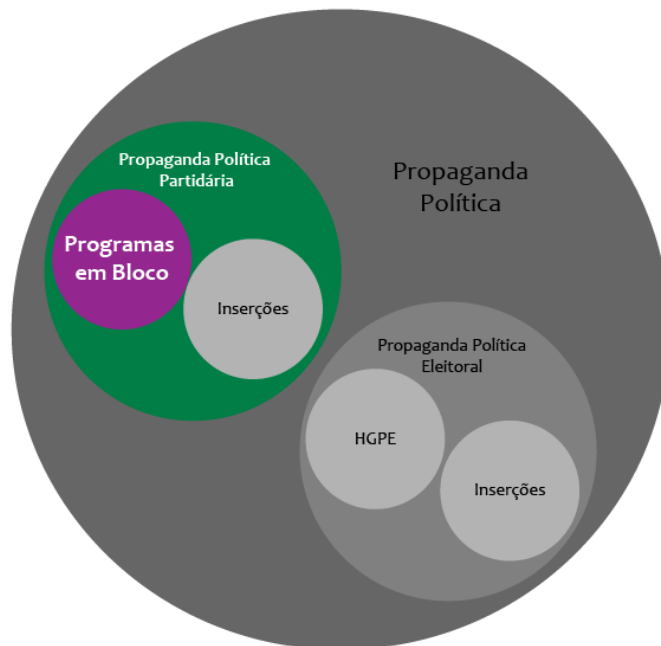 Propaganda Política
Partidária
Propaganda
Política
Programas
em Bloco
Inserções
Propaganda Política
Eleitoral
HGPE
Inserções